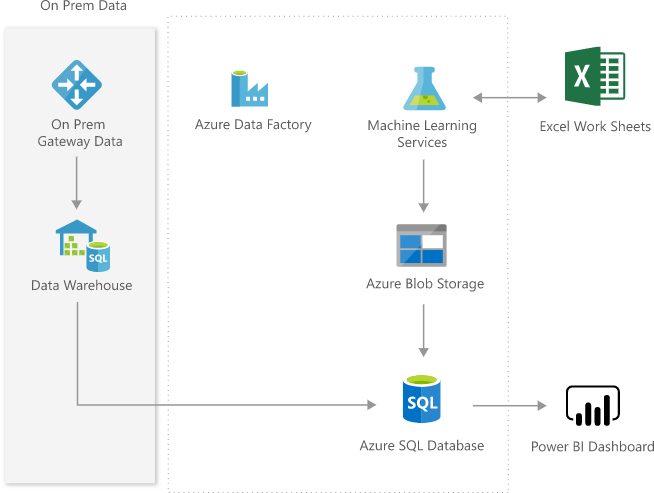 On Prem Data
On Prem
Gateway Data
Azure Data Factory
Machine Learning
Services
X
Excel Work Sheets
SQL
Data Warehouse
Azure Blob Storage
SQL
Azure SQL Database
Power BI Dashboard